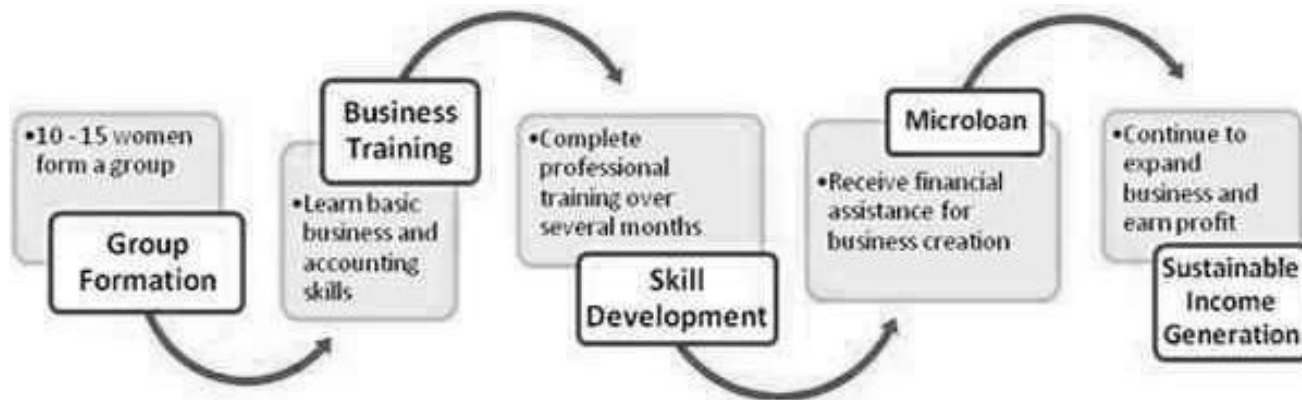 •10 - 15 women
form a group
Group
Formation
Business
Training
•Learn basic
business and
accounting
skills
•Complete
professional
training over
several months
Skill
Development
Microloan
•Receive financial
assistance for
business creation
•Continue to
expand
business and
earn profit
Sustainable
Income
Generation